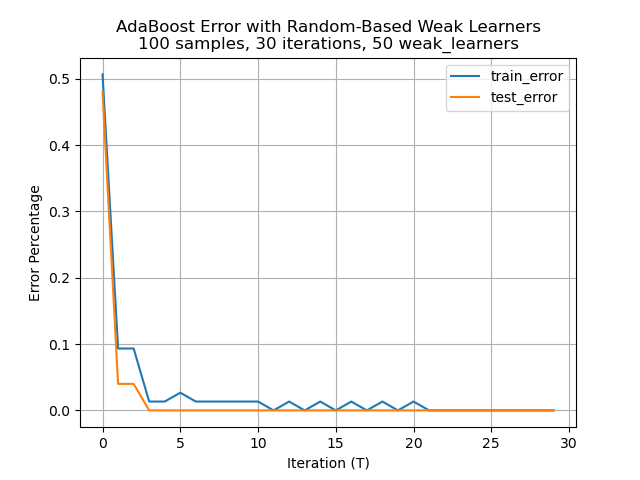 AdaBoost Error with Random-Based Weak Learners
100 samples, 30 iterations, 50 weak_learners
train_error
test_error
Error Percentage
0.5
0.4
0.3
0.2
0.1
0.0
0 5 10 15 20 25 30
Iteration (T)